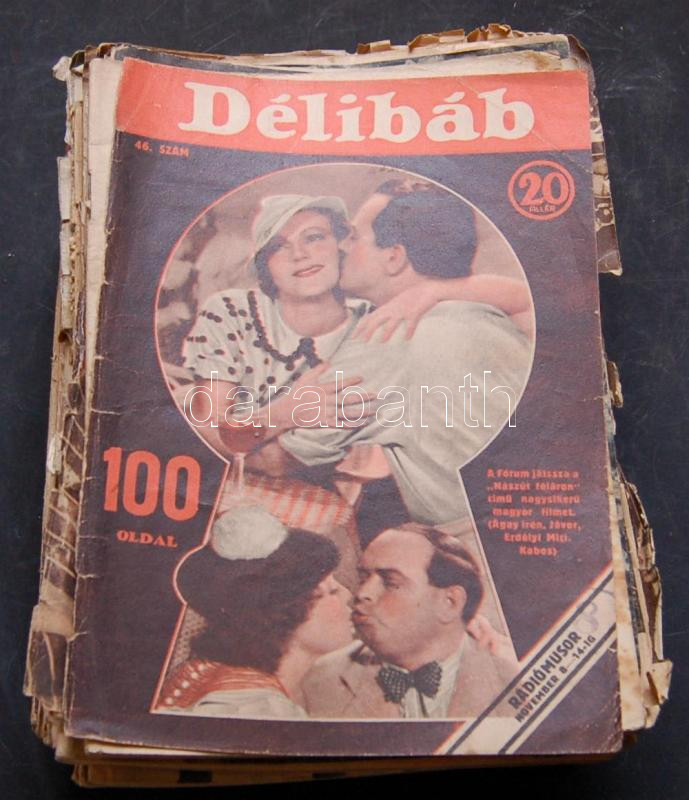 Délibáb
46. SZÁM
20
FILLÉR
darabanth
100
OLDAL
A Fórum játssza a
„Nászút féláron"
című nagysikerű
magyar filmet.
(Ágay Irén, Jávor,
Erdélyi Mici,
Kabos)
RÁDIÓMUSOR
NOVEMBER 8—14-IG